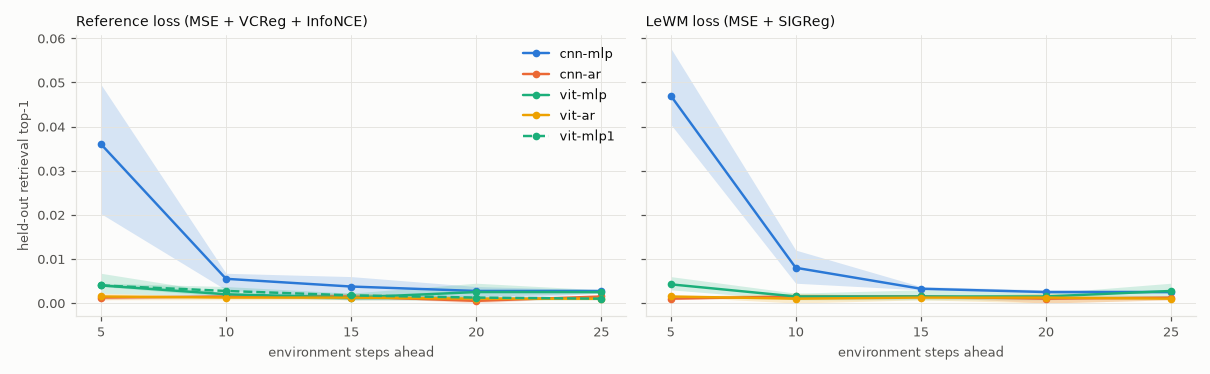 Reference loss (MSE + VCReg + InfoNCE)
LeWM loss (MSE + SIGReg)
0.06
0.05
0.04
0.03
0.02
0.01
0.00
held-out retrieval top-1
cnn-mlp
cnn-ar
vit-mlp
vit-ar
vit-mlp1
5 10 15 20 25
5 10 15 20 25
environment steps ahead
environment steps ahead